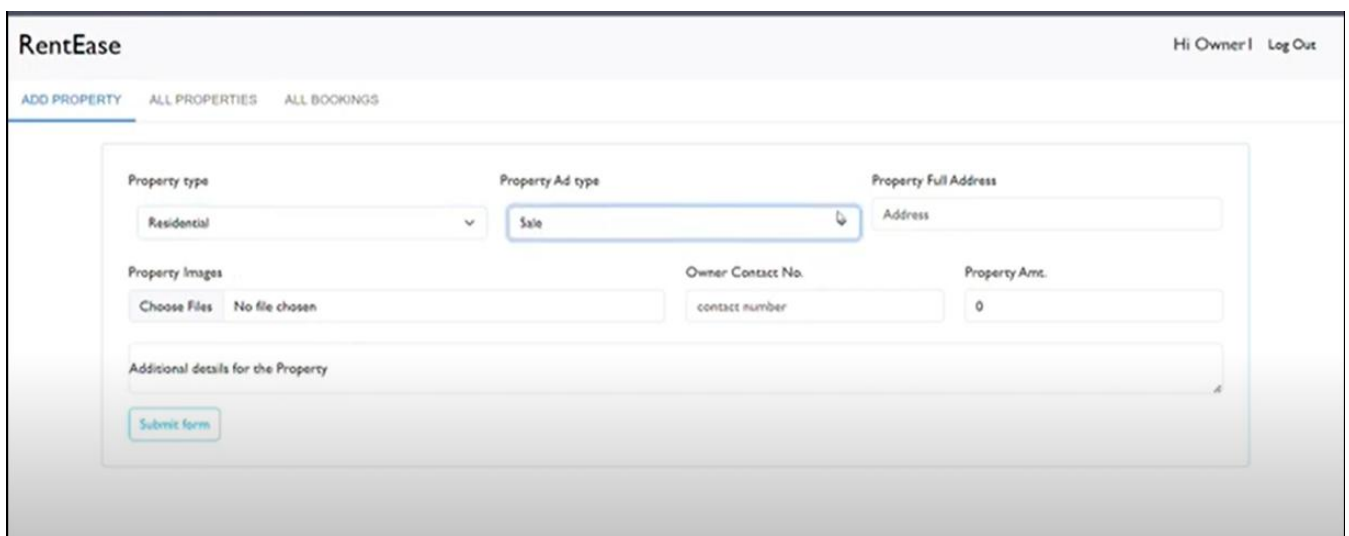 RentEase
Hi Owner1 Log Out
ADD PROPERTY ALL PROPERTIES ALL BOOKINGS
Property type Property Ad type Property Full Address
Residential Sale Address
Property Images Owner Contact No. Property Amt.
Choose Files No file chosen contact number 0
Additional details for the Property
Submit form